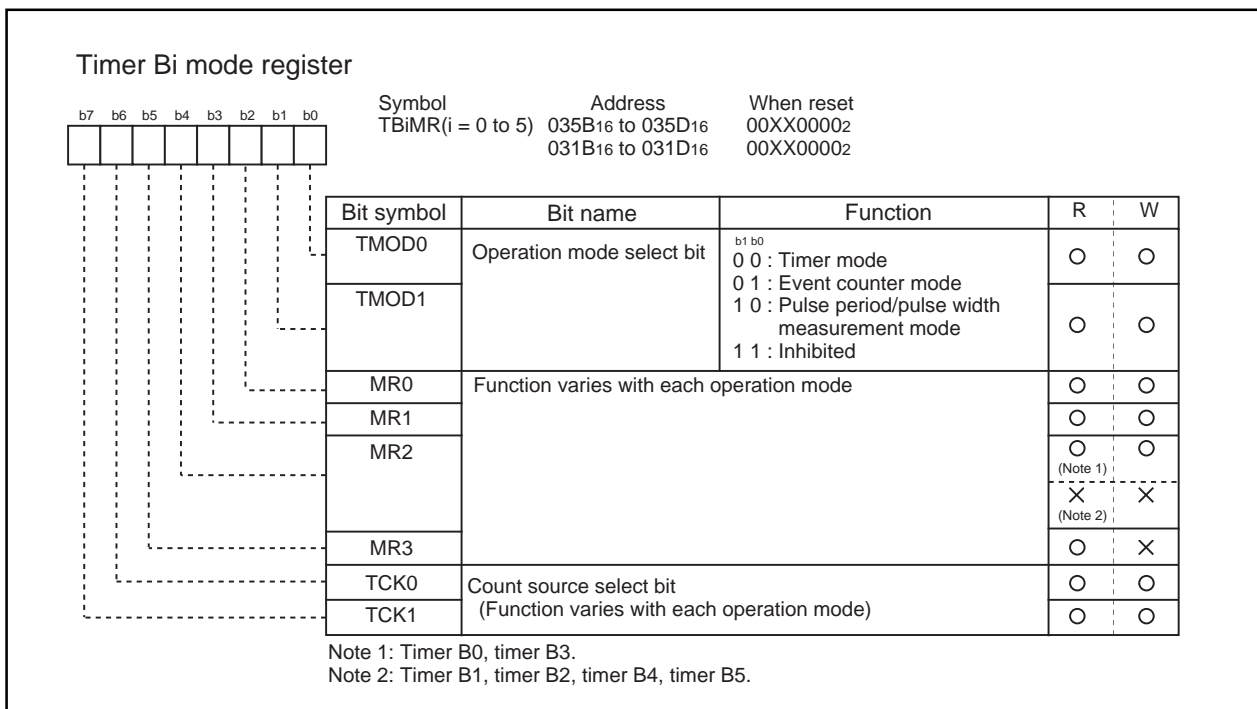 Timer Bi mode register
b7 b6 b5 b4 b3 b2 b1 b0
Symbol Address When reset
TBiMR(i = 0 to 5) 035B16 to 035D16 00XX00002
031B16 to 031D16 00XX00002
Bit symbol Bit name Function R W
TMOD0 Operation mode select bit
b1 b0
0 0 : Timer mode
0 1 : Event counter mode
TMOD1
1 0 : Pulse period/pulse width
measurement mode
1 1 : Inhibited
MR0 Function varies with each operation mode
MR1
MR2
(Note 1)
(Note 2)
MR3
TCK0 Count source select bit
TCK1 (Function varies with each operation mode)
Note 1: Timer B0, timer B3.
Note 2: Timer B1, timer B2, timer B4, timer B5.